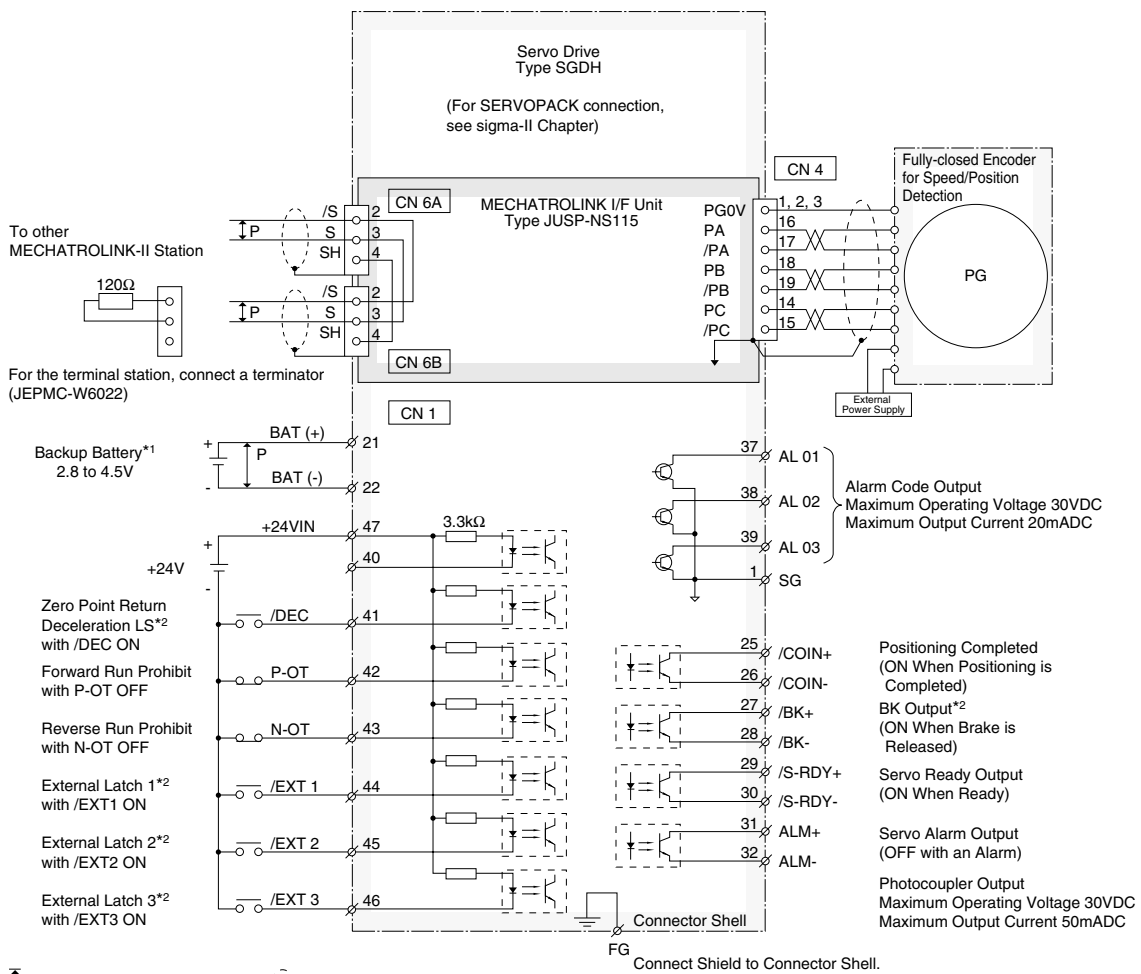 Servo Drive
Type SGDH
(For SERVOPACK connection,
see sigma-II Chapter)
CN 4
Fully-closed Encoder
for Speed/Position
Detection
CN 6A
MECHATROLINK I/F Unit
Type JUSP-NS115
/S
2
S
3
SH
4
P
To other
MECHATROLINK-II Station
120Ω
/S
2
S
3
SH
4
P
CN 6B
For the terminal station, connect a terminator
(JEPMC-W6022)
PG0V
1, 2, 3
PA
16
/PA
17
PB
18
/PB
19
PC
14
/PC
15
PG
External
Power Supply
CN 1
Backup Battery*1
2.8 to 4.5V
+
-
BAT (+)
21
P
BAT (-)
22
+24VIN
47
3.3kΩ
40
+
+24V
-
Zero Point Return
Deceleration LS*2
with /DEC ON
/DEC
41
Forward Run Prohibit
with P-OT OFF
P-OT
42
Reverse Run Prohibit
with N-OT OFF
N-OT
43
External Latch 1*2
with /EXT1 ON
/EXT 1
44
External Latch 2*2
with /EXT2 ON
/EXT 2
45
External Latch 3*2
with /EXT3 ON
/EXT 3
46
37
AL 01
38
AL 02
39
AL 03
1
SG
Alarm Code Output
Maximum Operating Voltage 30VDC
Maximum Output Current 20mADC
25
/COIN+
26
/COIN-
Positioning Completed
(ON When Positioning is
Completed)
27
/BK+
28
/BK-
BK Output*2
(ON When Brake is
Released)
29
/S-RDY+
30
/S-RDY-
Servo Ready Output
(ON When Ready)
31
ALM+
32
ALM-
Servo Alarm Output
(OFF with an Alarm)
Photocoupler Output
Maximum Operating Voltage 30VDC
Maximum Output Current 50mADC
Connector Shell
FG
Connect Shield to Connector Shell.